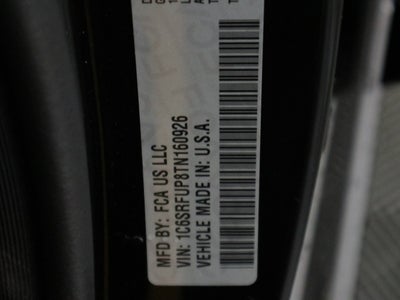 MFD BY: FCA US LLC
VIN: 1C6SRFUP8TN160926
VEHICLE MADE IN: U.S.A.